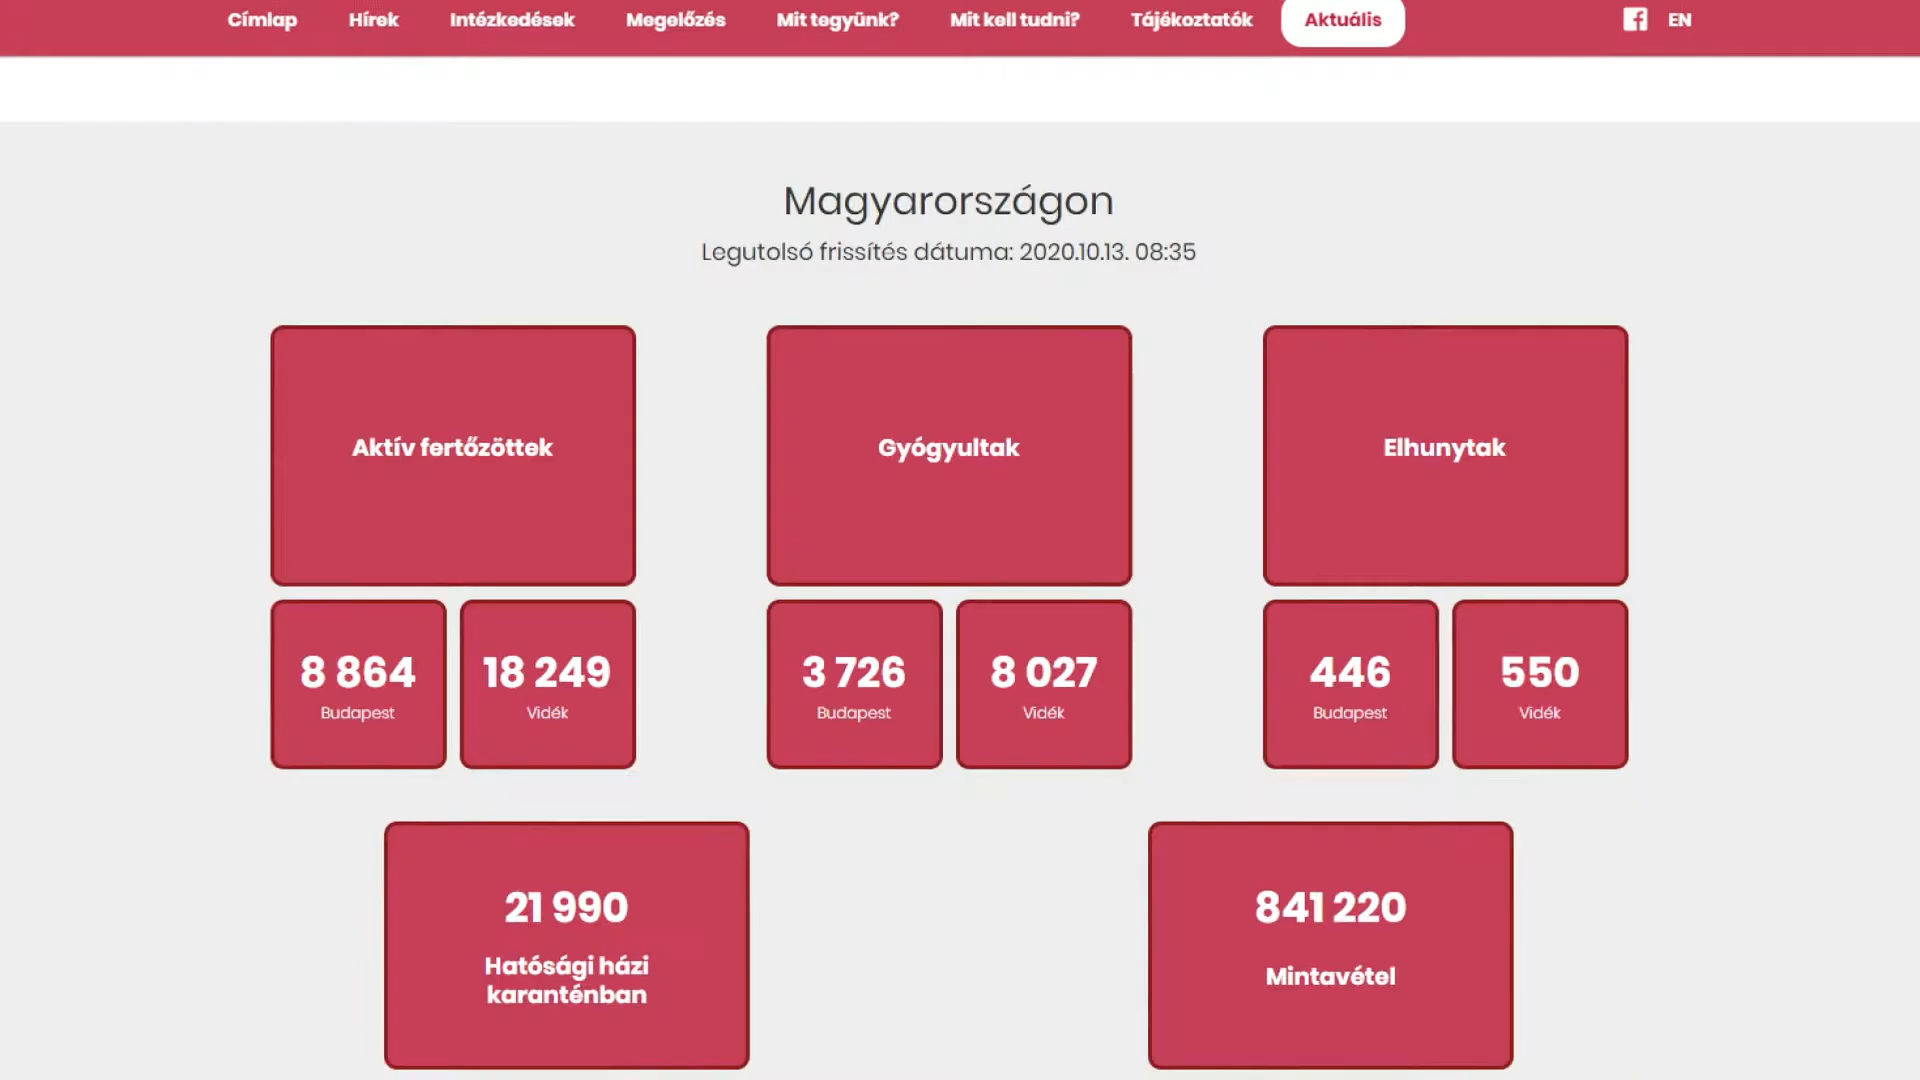 Címlap Hírek Intézkedések Megelőzés Mit tegyünk? Mit kell tudni? Tájékoztatók Aktuális EN
Magyarországon
Legutolsó frissítés dátuma: 2020.10.13. 08:35
Aktív fertőzöttek
8 864
Budapest
18 249
Vidék
Gyógyultak
3 726
Budapest
8 027
Vidék
Elhunytak
446
Budapest
550
Vidék
21 990
Hatósági házi
karanténban
841 220
Mintavétel